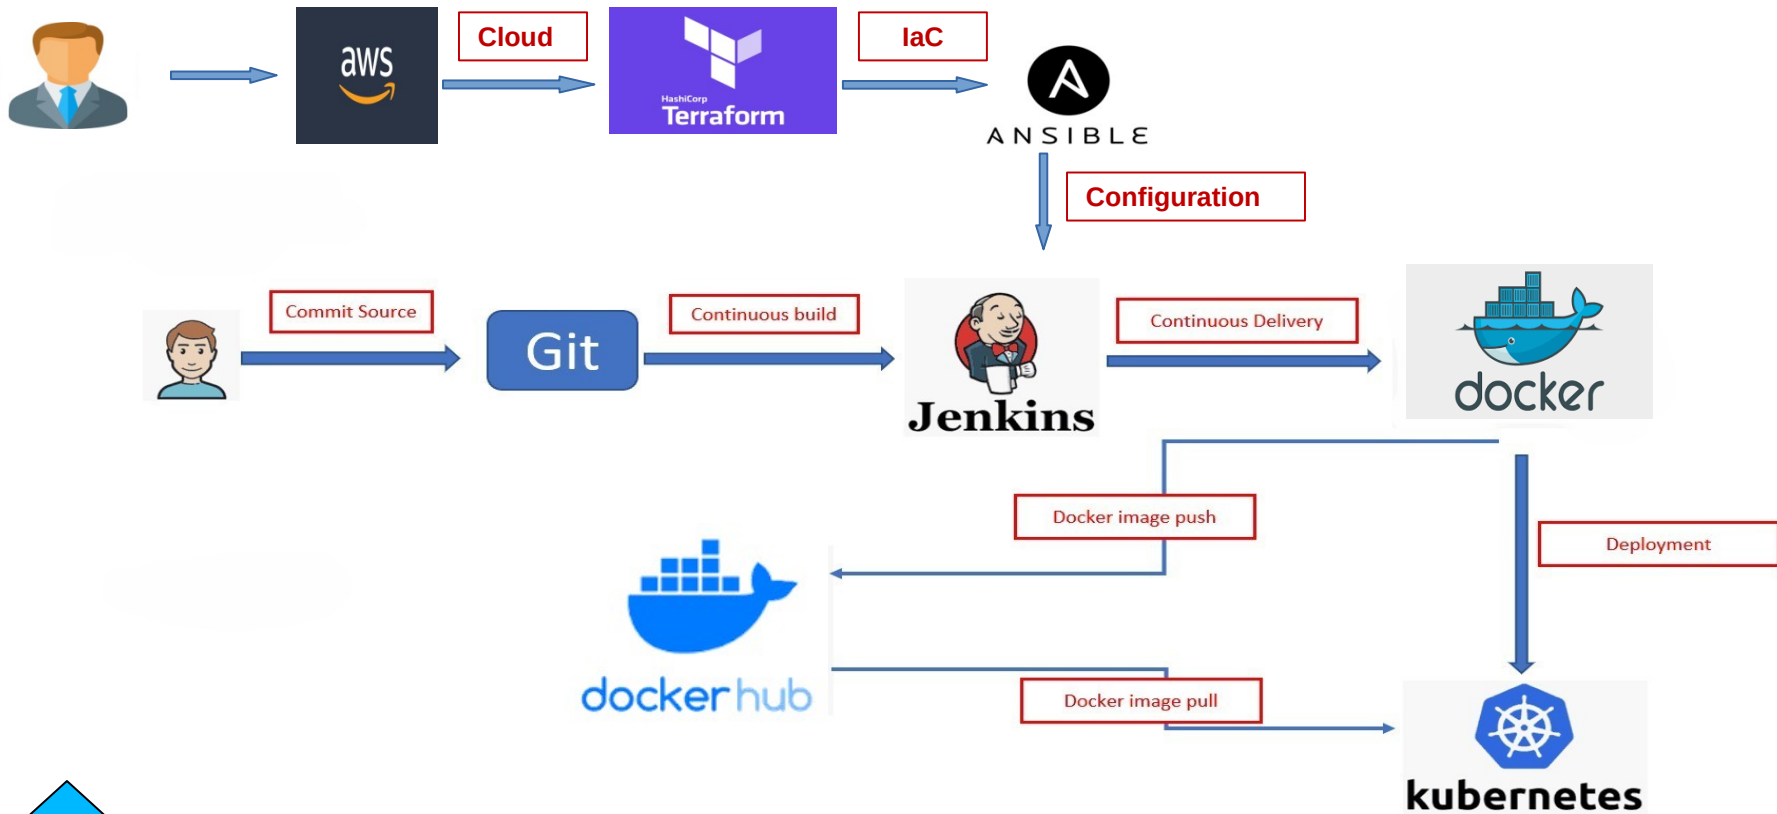 aws
Cloud
HashiCorp
Terraform
IaC
ANSIBLE
Configuration
Commit Source
Git
Continuous build
Jenkins
Continuous Delivery
docker
Docker image push
Deployment
dockerhub
Docker image pull
kubernetes